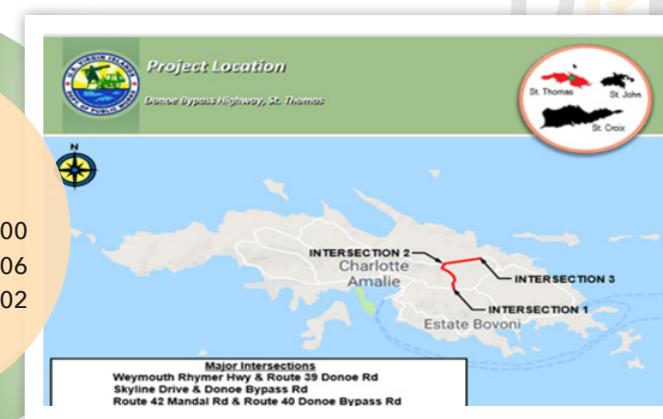 Project Location
Donoe Bypass Highway, St. Thomas
St. Thomas
St. John
St. Croix
N
00
06
02
INTERSECTION 2
Charlotte
Amalie
INTERSECTION 3
INTERSECTION 1
Estate Bovoni
Major Intersections
Weymouth Rhymer Hwy & Route 39 Donoe Rd
Skyline Drive & Donoe Bypass Rd
Route 42 Mandal Rd & Route 40 Donoe Bypass Rd